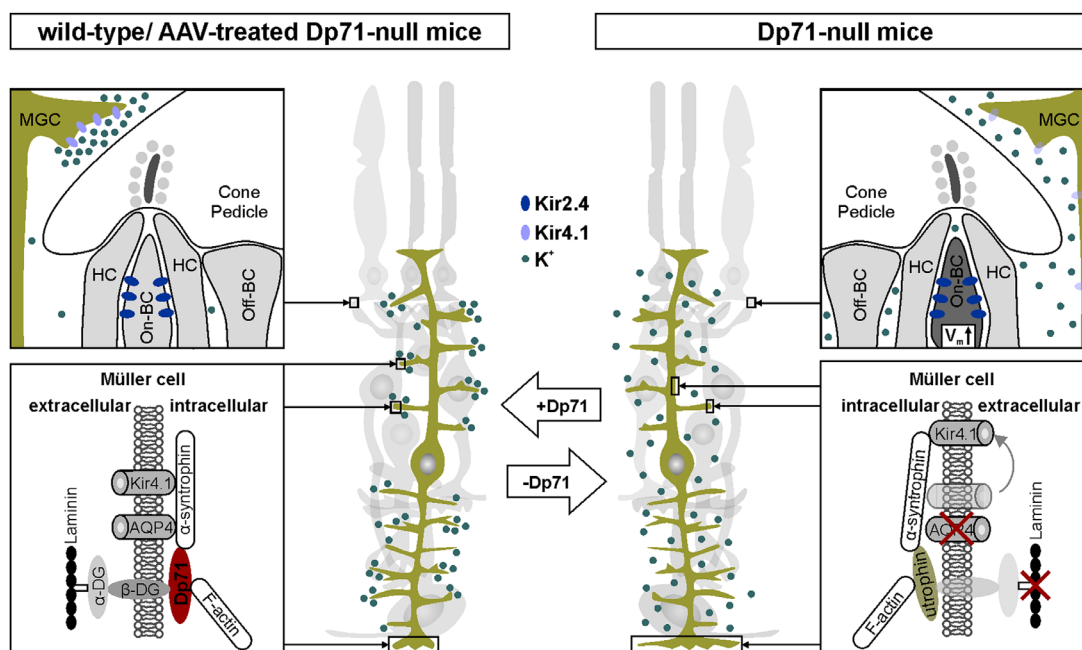 wild-type/ AAV-treated Dp71-null mice
Dp71-null mice
MGC
Cone
Pedicle
HC
HC
On-BC
Off-BC
Kir2.4
Kir4.1
K+
MGC
Cone
Pedicle
Off-BC
HC
On-BC
HC
Vm↑
Müller cell
extracellular intracellular
Kir4.1
AQP4
α-syntrophin
Laminin
α-DG
β-DG
Dp71
F-actin
+Dp71
-Dp71
Müller cell
intracellular extracellular
Kir4.1
α-syntrophin
AQP4
Laminin
utrophin
F-actin